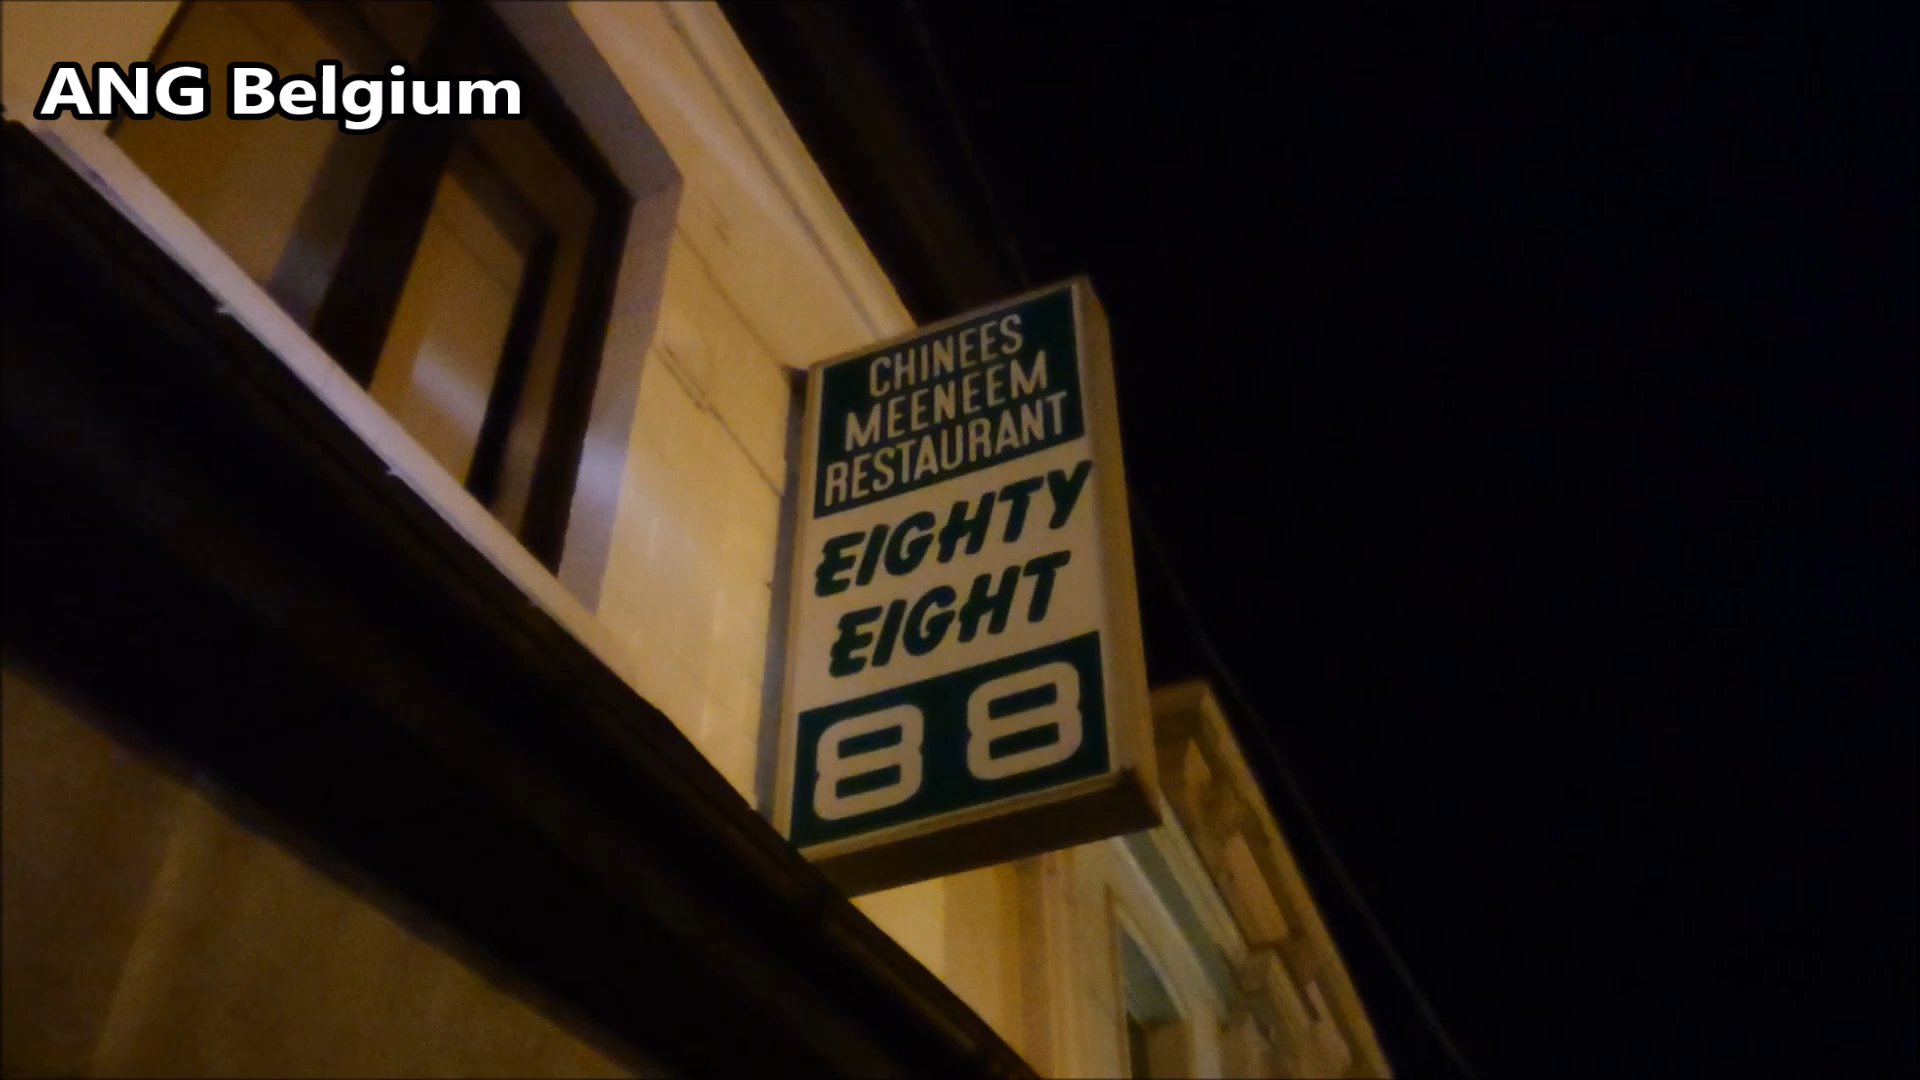 ANG Belgium
CHINEES
MEENEEM
RESTAURANT
EIGHTY
EIGHT
88